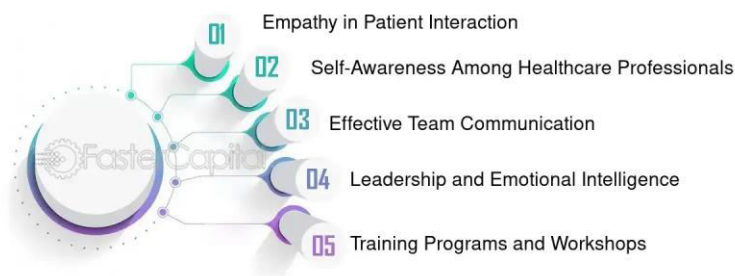 01
Empathy in Patient Interaction
02
Self-Awareness Among Healthcare Professionals
03
Effective Team Communication
FasterCapital
04
Leadership and Emotional Intelligence
05
Training Programs and Workshops